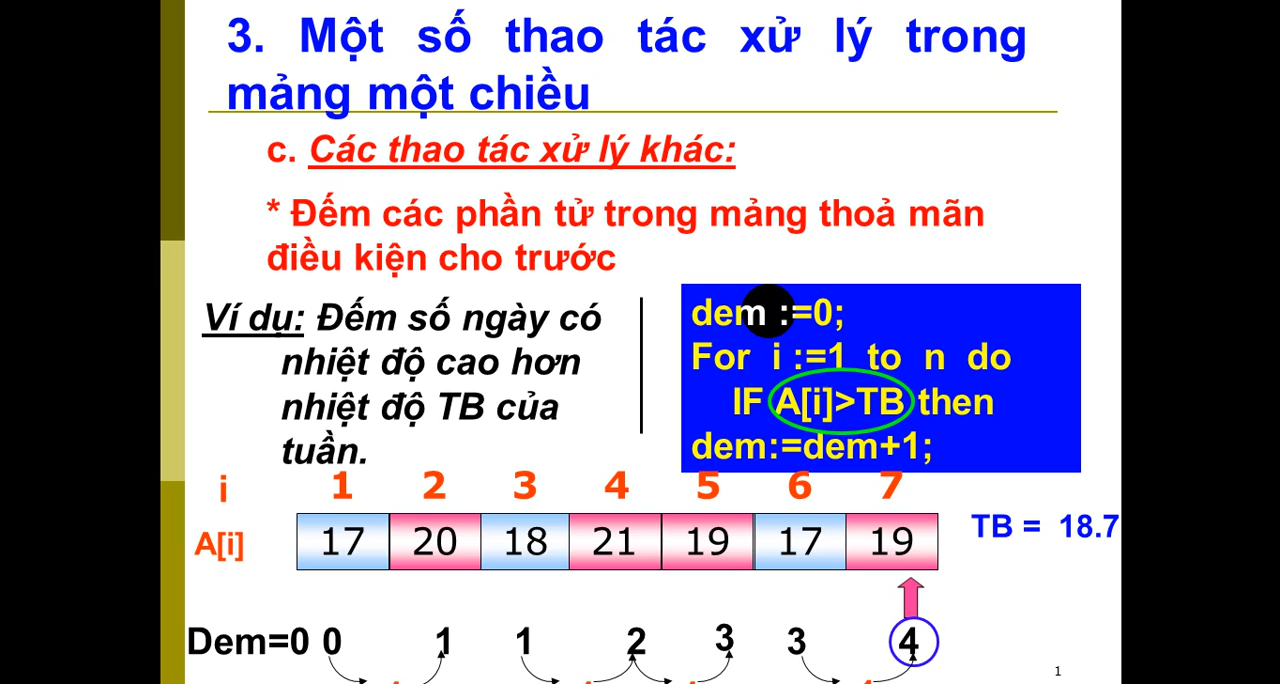 3. Một số thao tác xử lý trong
mảng một chiều
c. Các thao tác xử lý khác:
* Đếm các phần tử trong mảng thoả mãn
điều kiện cho trước
Ví dụ: Đếm số ngày có
nhiệt độ cao hơn
nhiệt độ TB của
tuần.
dem :=0;
For i :=1 to n do
IF A[i]>TB then
dem:=dem+1;
i 1 2 3 4 5 6 7
A[i] 17 20 18 21 19 17 19
TB = 18.7
Dem=0 0 1 1 2 3 3 4
1